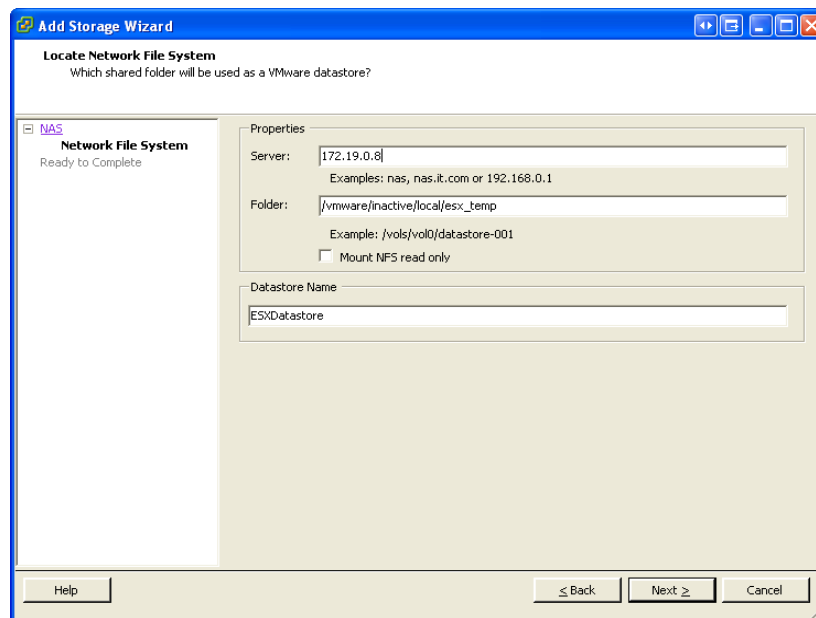 Add Storage Wizard
Locate Network File System
Which shared folder will be used as a VMware datastore?
NAS
Network File System
Ready to Complete
Properties
Server: 172.19.0.8
Examples: nas, nas.it.com or 192.168.0.1
Folder: /vmware/inactive/local/esx_temp
Example: /vols/vol0/datastore-001
Mount NFS read only
Datastore Name
ESXDatastore
Help < Back Next > Cancel